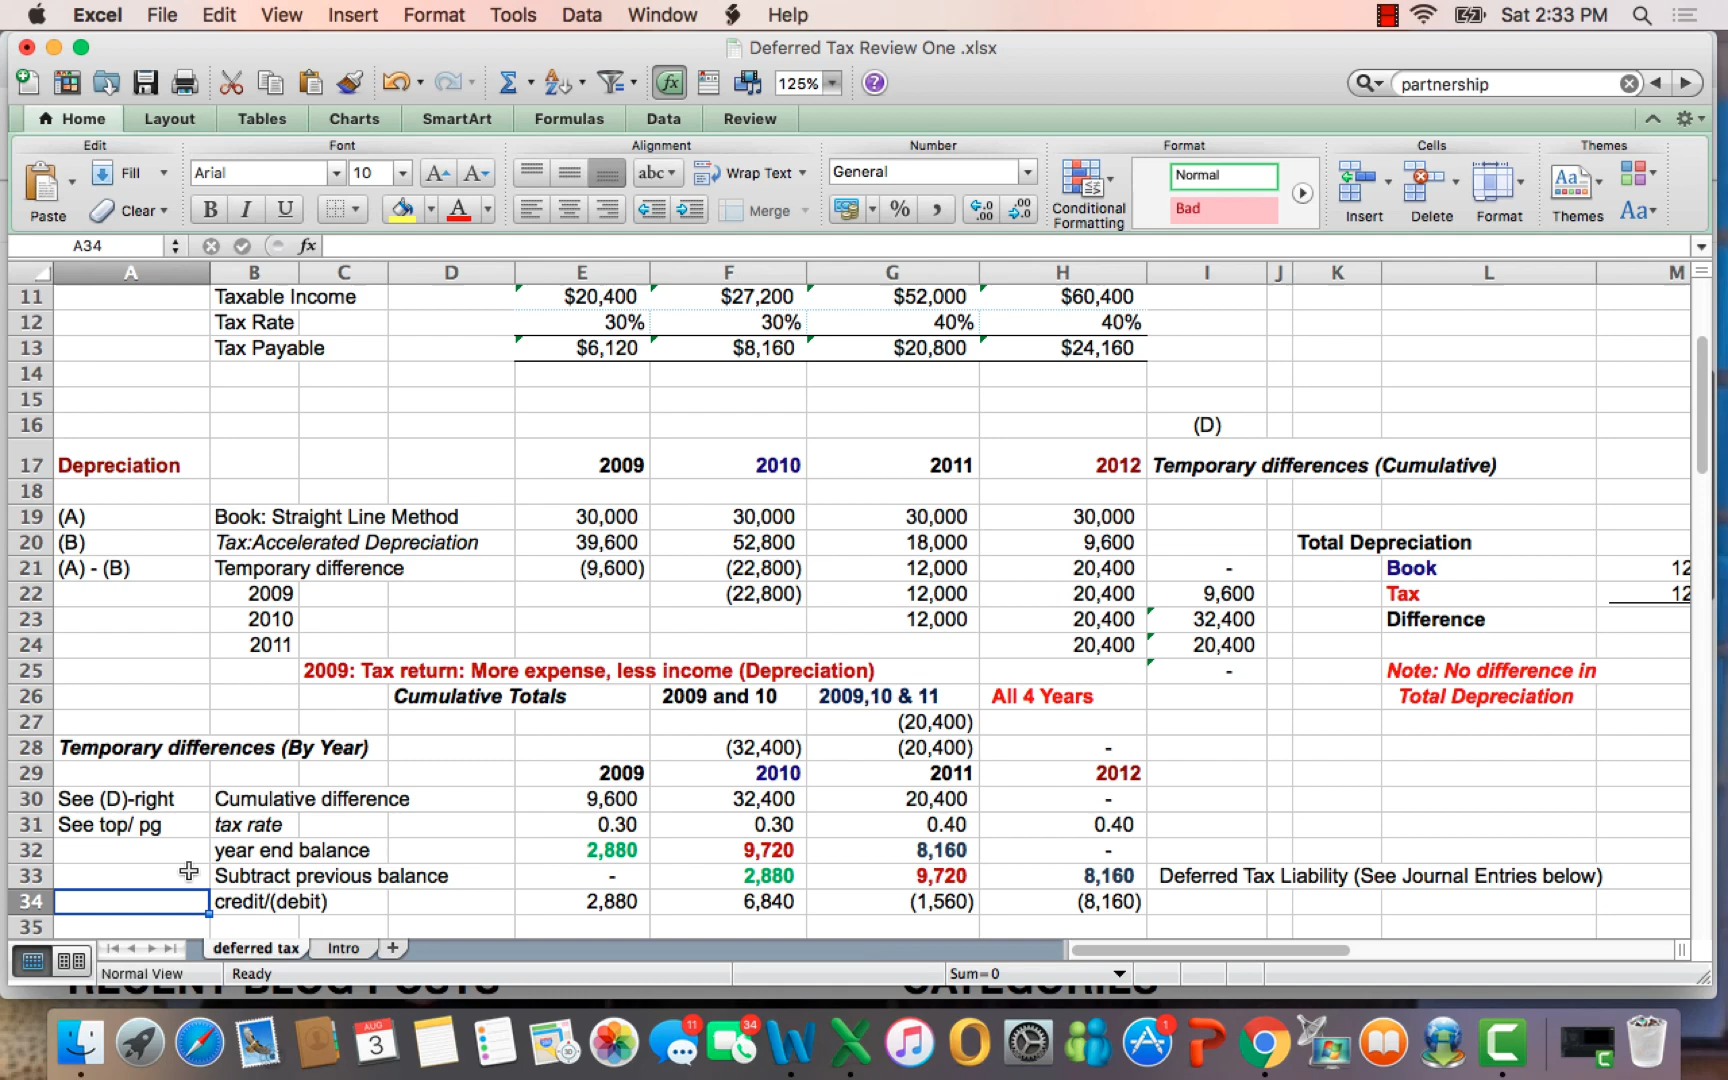 Excel File Edit View Insert Format Tools Data Window Help Sat 2:33 PM
Deferred Tax Review One .xlsx
125% partnership
Home Layout Tables Charts SmartArt Formulas Data Review
Edit Font Alignment Number Format Cells Themes
Fill Arial 10 abc Wrap Text General Normal
Paste Clear B I U A Merge % Conditional Formatting Bad Insert Delete Format Themes Aa
A34 fx
A B C D E F G H I J K L M
11 Taxable Income $20,400 $27,200 $52,000 $60,400
12 Tax Rate 30% 30% 40% 40%
13 Tax Payable $6,120 $8,160 $20,800 $24,160
14
15
16 (D)
17 Depreciation 2009 2010 2011 2012 Temporary differences (Cumulative)
18
19 (A) Book: Straight Line Method 30,000 30,000 30,000 30,000
20 (B) Tax:Accelerated Depreciation 39,600 52,800 18,000 9,600 Total Depreciation
21 (A) - (B) Temporary difference (9,600) (22,800) 12,000 20,400 - Book 12
22 2009 (22,800) 12,000 20,400 9,600 Tax 12
23 2010 12,000 20,400 32,400 Difference
24 2011 20,400 20,400
25 2009: Tax return: More expense, less income (Depreciation) - Note: No difference in
26 Cumulative Totals 2009 and 10 2009,10 & 11 All 4 Years Total Depreciation
27 (20,400)
28 Temporary differences (By Year) (32,400) (20,400) -
29 2009 2010 2011 2012
30 See (D)-right Cumulative difference 9,600 32,400 20,400 -
31 See top/ pg tax rate 0.30 0.30 0.40 0.40
32 year end balance 2,880 9,720 8,160 -
33 Subtract previous balance - 2,880 9,720 8,160 Deferred Tax Liability (See Journal Entries below)
34 credit/(debit) 2,880 6,840 (1,560) (8,160)
35
deferred tax Intro
Normal View Ready Sum=0
RECENT BLOG POSTS CATEGORIES
AUG 3 11 34 1